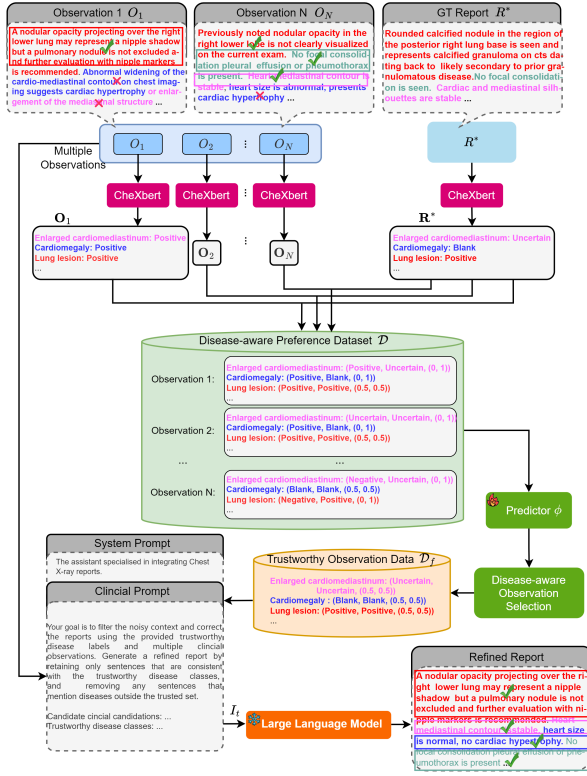 Observation 1 O₁
A nodular opacity projecting over the right
lower lung may represent a nipple shadow
but a pulmonary nodule is not excluded a-
nd further evaluation with nipple markers
is recommended. Abnormal widening of the
cardio-mediastinal contour on chest imag-
ing suggests cardiac hypertrophy or enlar-
gement of the mediastinal structure ...
Observation N O_N
Previously noted nodular opacity in the
right lower lobe is not clearly visualized
on the current exam. No focal consolid-
ation pleural effusion or pneumothorax
is present. Heart mediastinal contour is
stable, heart size is abnormal, presents
cardiac hypertrophy ...
GT Report R*
Rounded calcified nodule in the region of
the posterior right lung base is seen and
represents calcified granuloma on cts da-
ting back to likely secondary to prior gra-
nulomatous disease. No focal consolidati-
on is seen. Cardiac and mediastinal silh-
ouettes are stable ...
Multiple
Observations
O₁
O₂
O_N
R*
CheXbert
CheXbert
CheXbert
CheXbert
O₁
Enlarged cardiomediastinum: Positive
Cardiomegaly: Positive
Lung lesion: Positive
...
O₂
O_N
R*
Enlarged cardiomediastinum: Uncertain
Cardiomegaly: Blank
Lung lesion: Positive
...
Disease-aware Preference Dataset D
Observation 1:
Enlarged cardiomediastinum: (Positive, Uncertain, (0, 1))
Cardiomegaly: (Positive, Blank, (0, 1))
Lung lesion: (Positive, Positive, (0.5, 0.5))
...
Observation 2:
Enlarged cardiomediastinum: (Uncertain, Uncertain, (0, 1))
Cardiomegaly: (Positive, Blank, (0, 1))
Lung lesion: (Positive, Positive, (0.5, 0.5))
...
...
...
Observation N:
Enlarged cardiomediastinum: (Negative, Uncertain, (0, 1))
Cardiomegaly: (Blank, Blank, (0.5, 0.5))
Lung lesion: (Negative, Positive, (0, 1))
...
Predictor ϕ
Disease-aware
Observation
Selection
Trustworthy Observation Data D_f
Enlarged cardiomediastinum: (Uncertain,
Uncertain, (0.5, 0.5))
Cardiomegaly : (Blank, Blank, (0.5, 0.5))
Lung lesion: (Positive, Positive, (0.5, 0.5))
...
System Prompt
The assistant specialised in integrating Chest
X-ray reports.
Clincial Prompt
Your goal is to filter the noisy context and correct
the reports using the provided trustworthy
disease labels and multiple clincial
observations. Generate a refined report by
retaining only sentences that are consistent
with the trustworthy disease classes,
and removing any sentences that
mention diseases outside the trusted set.
Candidate cincial candidations: ...
Trustworthy disease classes: ...
I_t
Large Language Model
Refined Report
A nodular opacity projecting over the ri-
ght lower lung may represent a nipple
shadow but a pulmonary nodule is not
excluded and further evaluation with ni-
pple markers is recommended. Heart
mediastinal contour is stable, heart size
is normal, no cardiac hypertrophy. No
focal consolidation pleural effusion or pne-
umothorax is present ...